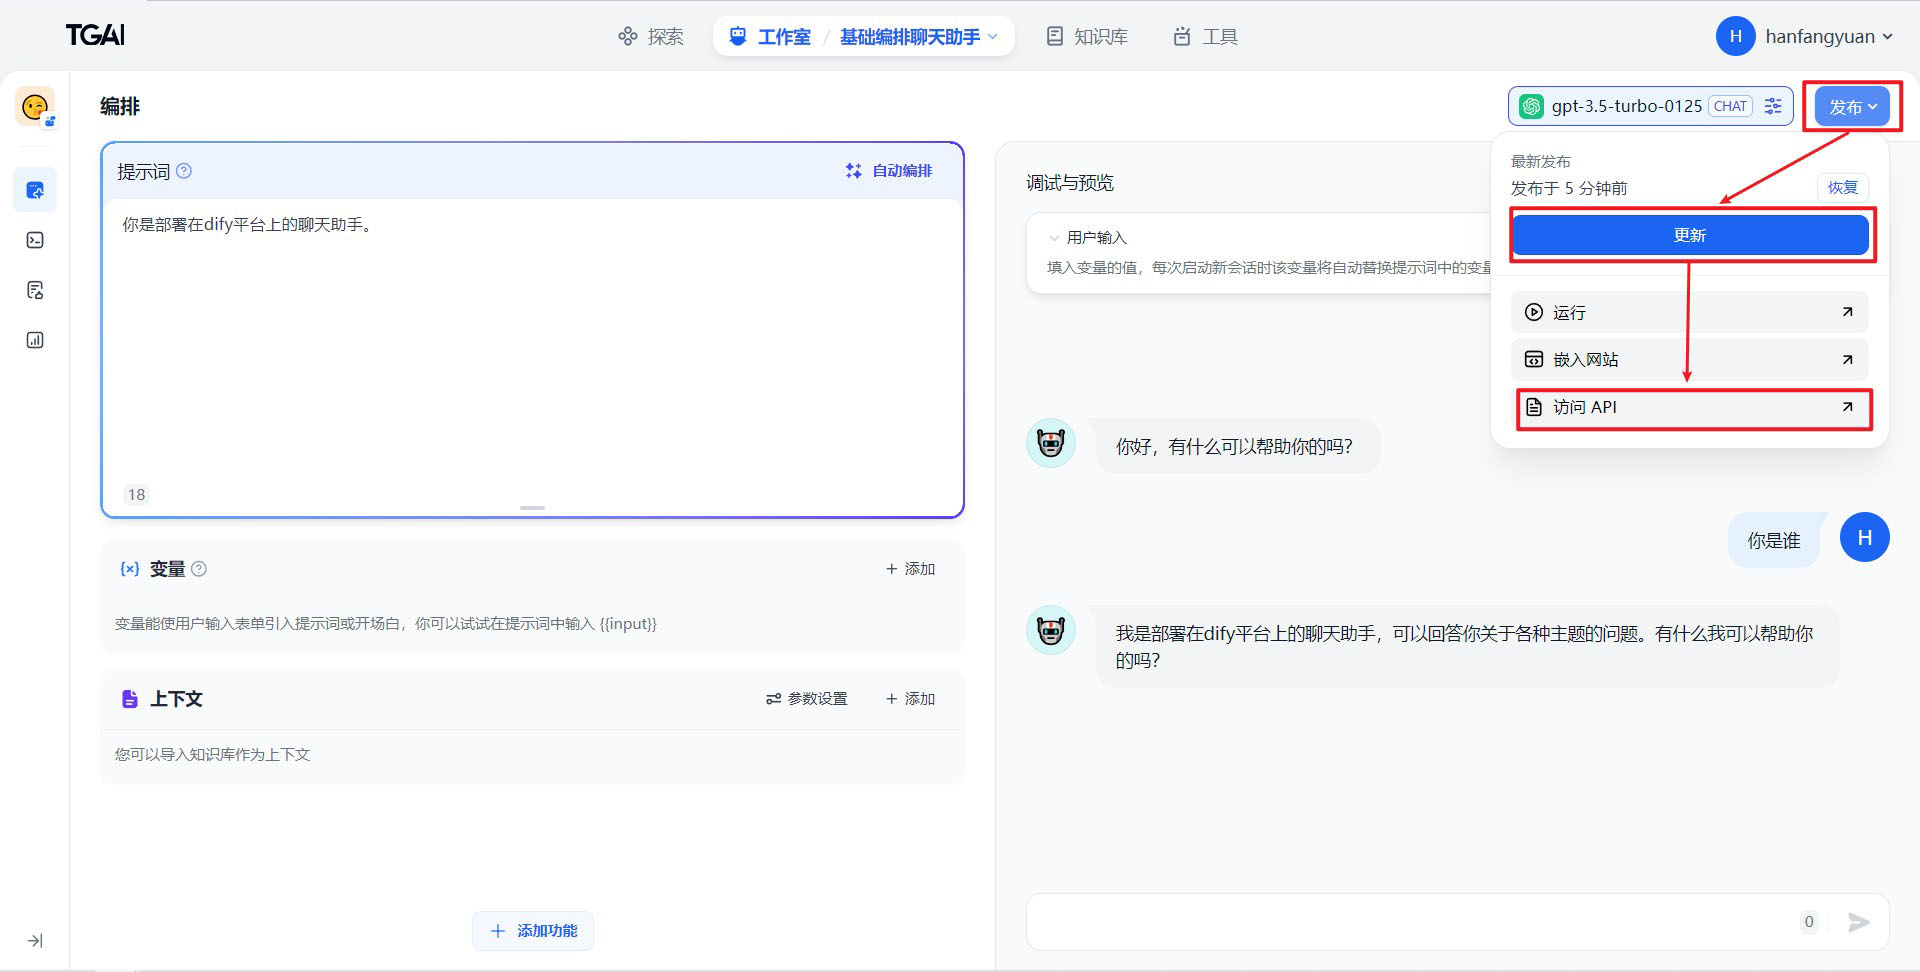 TGAI
探索
工作室 / 基础编排聊天助手
知识库
工具
H hanfangyuan
编排
gpt-3.5-turbo-0125 CHAT
发布
提示词
自动编排
你是部署在dify平台上的聊天助手。
18
变量
+ 添加
变量能使用户输入表单引入提示词或开场白，你可以试试在提示词中输入 {{input}}
上下文
参数设置
+ 添加
您可以导入知识库作为上下文
+ 添加功能
调试与预览
用户输入
填入变量的值，每次启动新会话时该变量将自动替换提示词中的变量
最新发布
发布于 5 分钟前
恢复
更新
运行
嵌入网站
访问 API
你好，有什么可以帮助你的吗？
你是谁
H
我是部署在dify平台上的聊天助手，可以回答你关于各种主题的问题。有什么我可以帮助你
的吗？
0